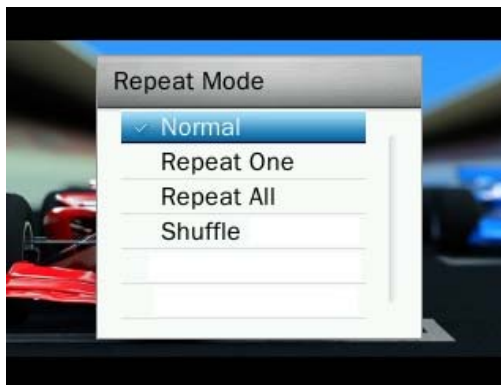 Repeat Mode
Normal
Repeat One
Repeat All
Shuffle